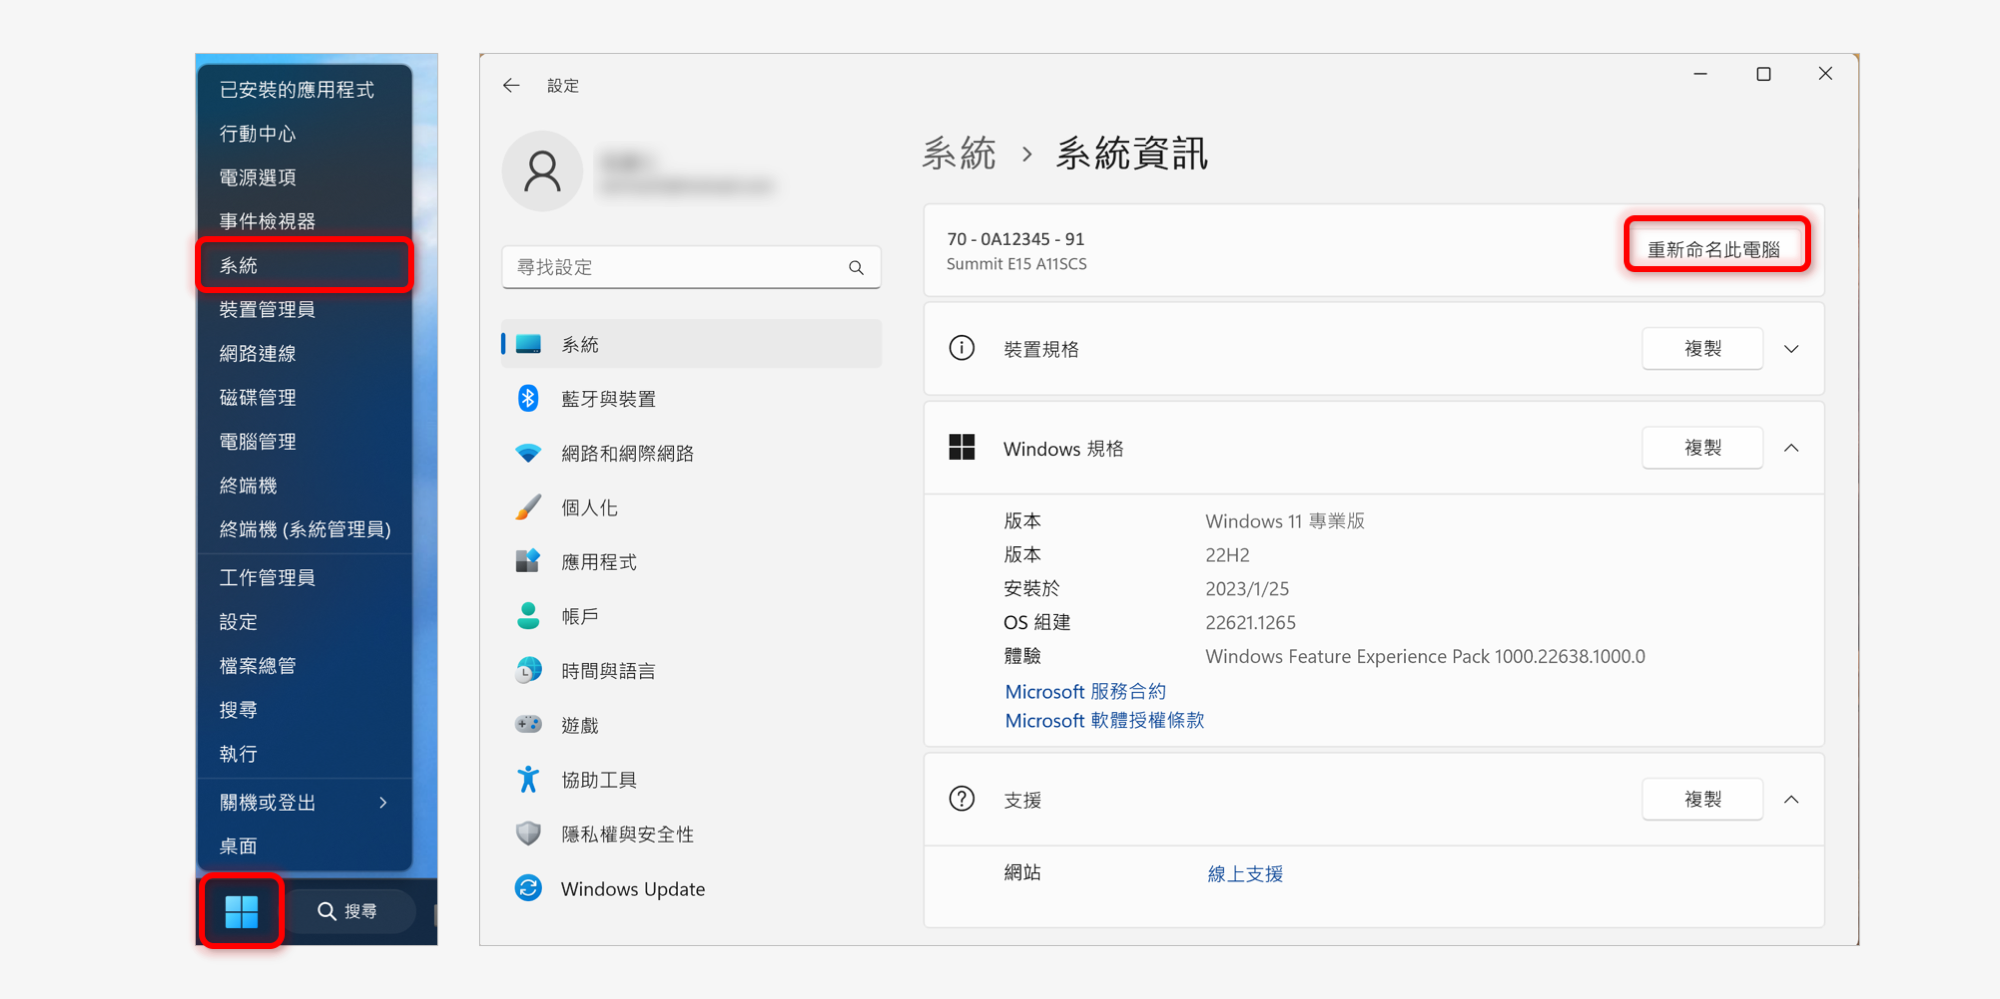 已安裝的應用程式
行動中心
電源選項
事件檢視器
系統
裝置管理員
網路連線
磁碟管理
電腦管理
終端機
終端機 (系統管理員)
工作管理員
設定
檔案總管
搜尋
執行
關機或登出
桌面
搜尋
設定
尋找設定
系統
藍牙與裝置
網路和網際網路
個人化
應用程式
帳戶
時間與語言
遊戲
協助工具
隱私權與安全性
Windows Update
系統 › 系統資訊
70 - 0A12345 - 91
Summit E15 A11SCS
重新命名此電腦
裝置規格
複製
Windows 規格
複製
版本 Windows 11 專業版
版本 22H2
安裝於 2023/1/25
OS 組建 22621.1265
體驗 Windows Feature Experience Pack 1000.22638.1000.0
Microsoft 服務合約
Microsoft 軟體授權條款
支援
複製
網站 線上支援